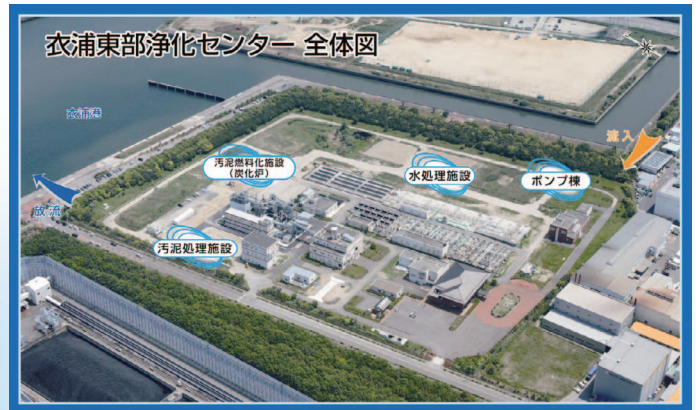 衣浦東部浄化センター 全体図
衣浦港
流入
汚泥燃料化施設
(炭化炉)
水処理施設
ポンプ棟
放流
汚泥処理施設